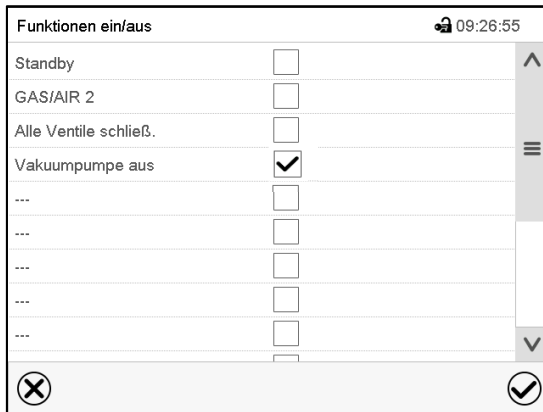 Funktionen ein/aus 09:26:55
Standby
GAS/AIR 2
Alle Ventile schließ.
Vakuumpumpe aus
---
---
---
---
---